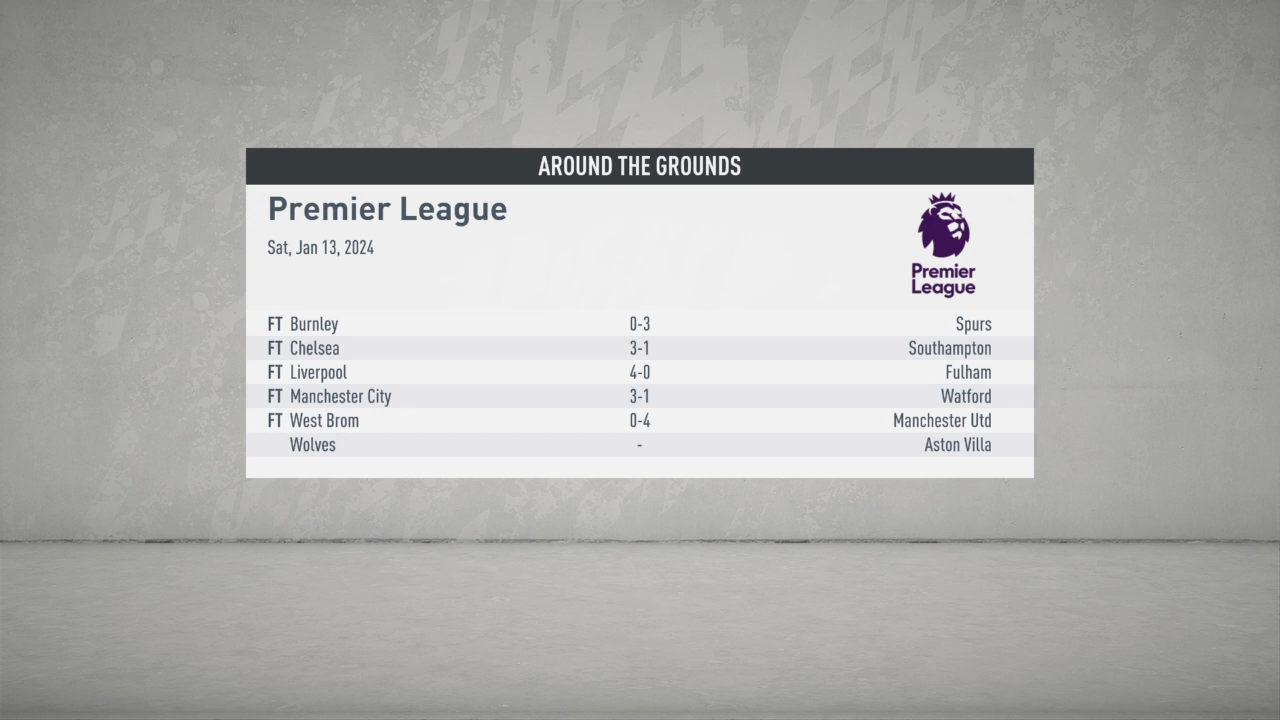 AROUND THE GROUNDS
Premier League
Sat, Jan 13, 2024
Premier
League
FT Burnley 0-3 Spurs
FT Chelsea 3-1 Southampton
FT Liverpool 4-0 Fulham
FT Manchester City 3-1 Watford
FT West Brom 0-4 Manchester Utd
Wolves - Aston Villa